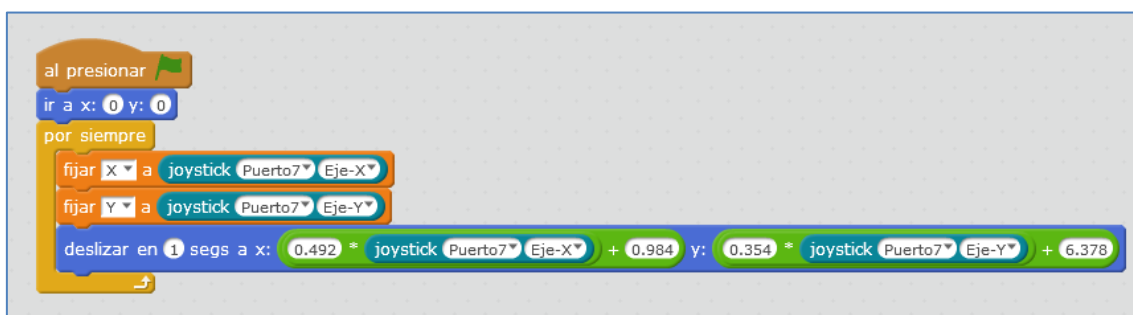 al presionar
ir a x: 0 y: 0
por siempre
fijar X a joystick Puerto7 Eje-X
fijar Y a joystick Puerto7 Eje-Y
deslizar en 1 segs a x: 0.492 * joystick Puerto7 Eje-X + 0.984 y: 0.354 * joystick Puerto7 Eje-Y + 6.378